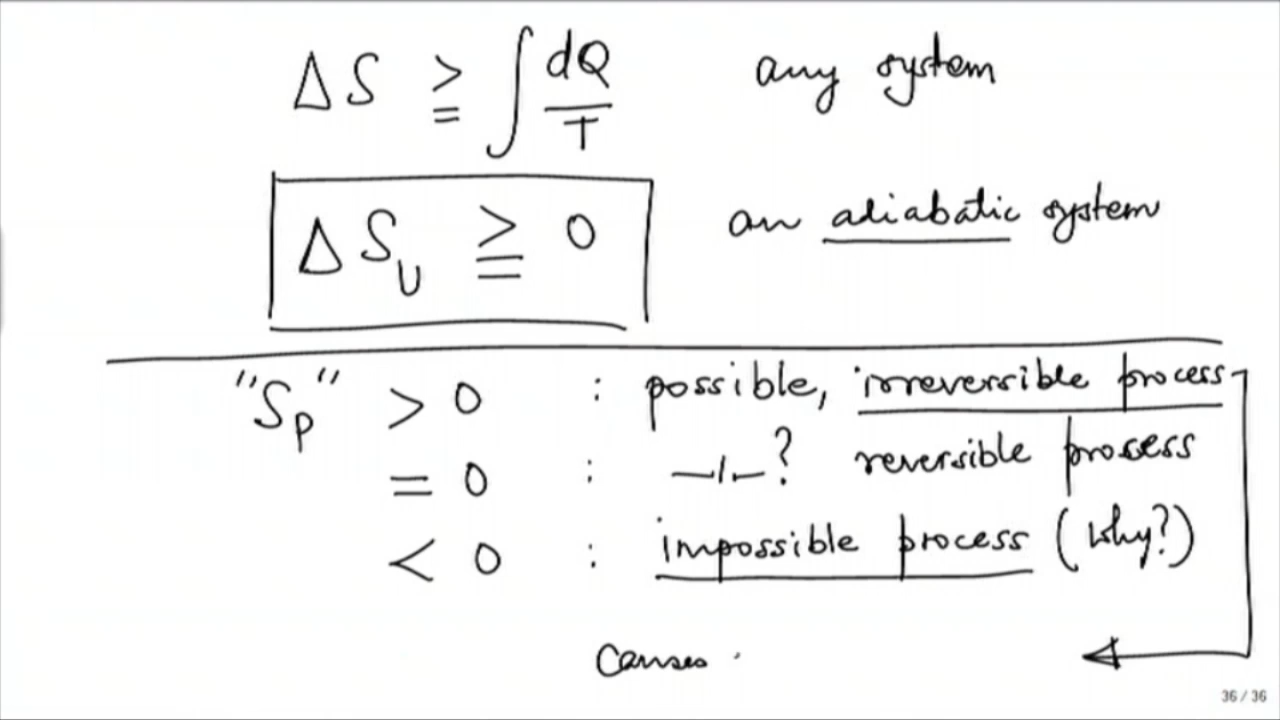 ΔS ≧ ∫ dQ/T any system
ΔS_U ≧ 0 an adiabatic system
"S_P" > 0 : possible, irreversible process
= 0 : —ı—? reversible process
< 0 : impossible process (why?)
Causes
36 / 36